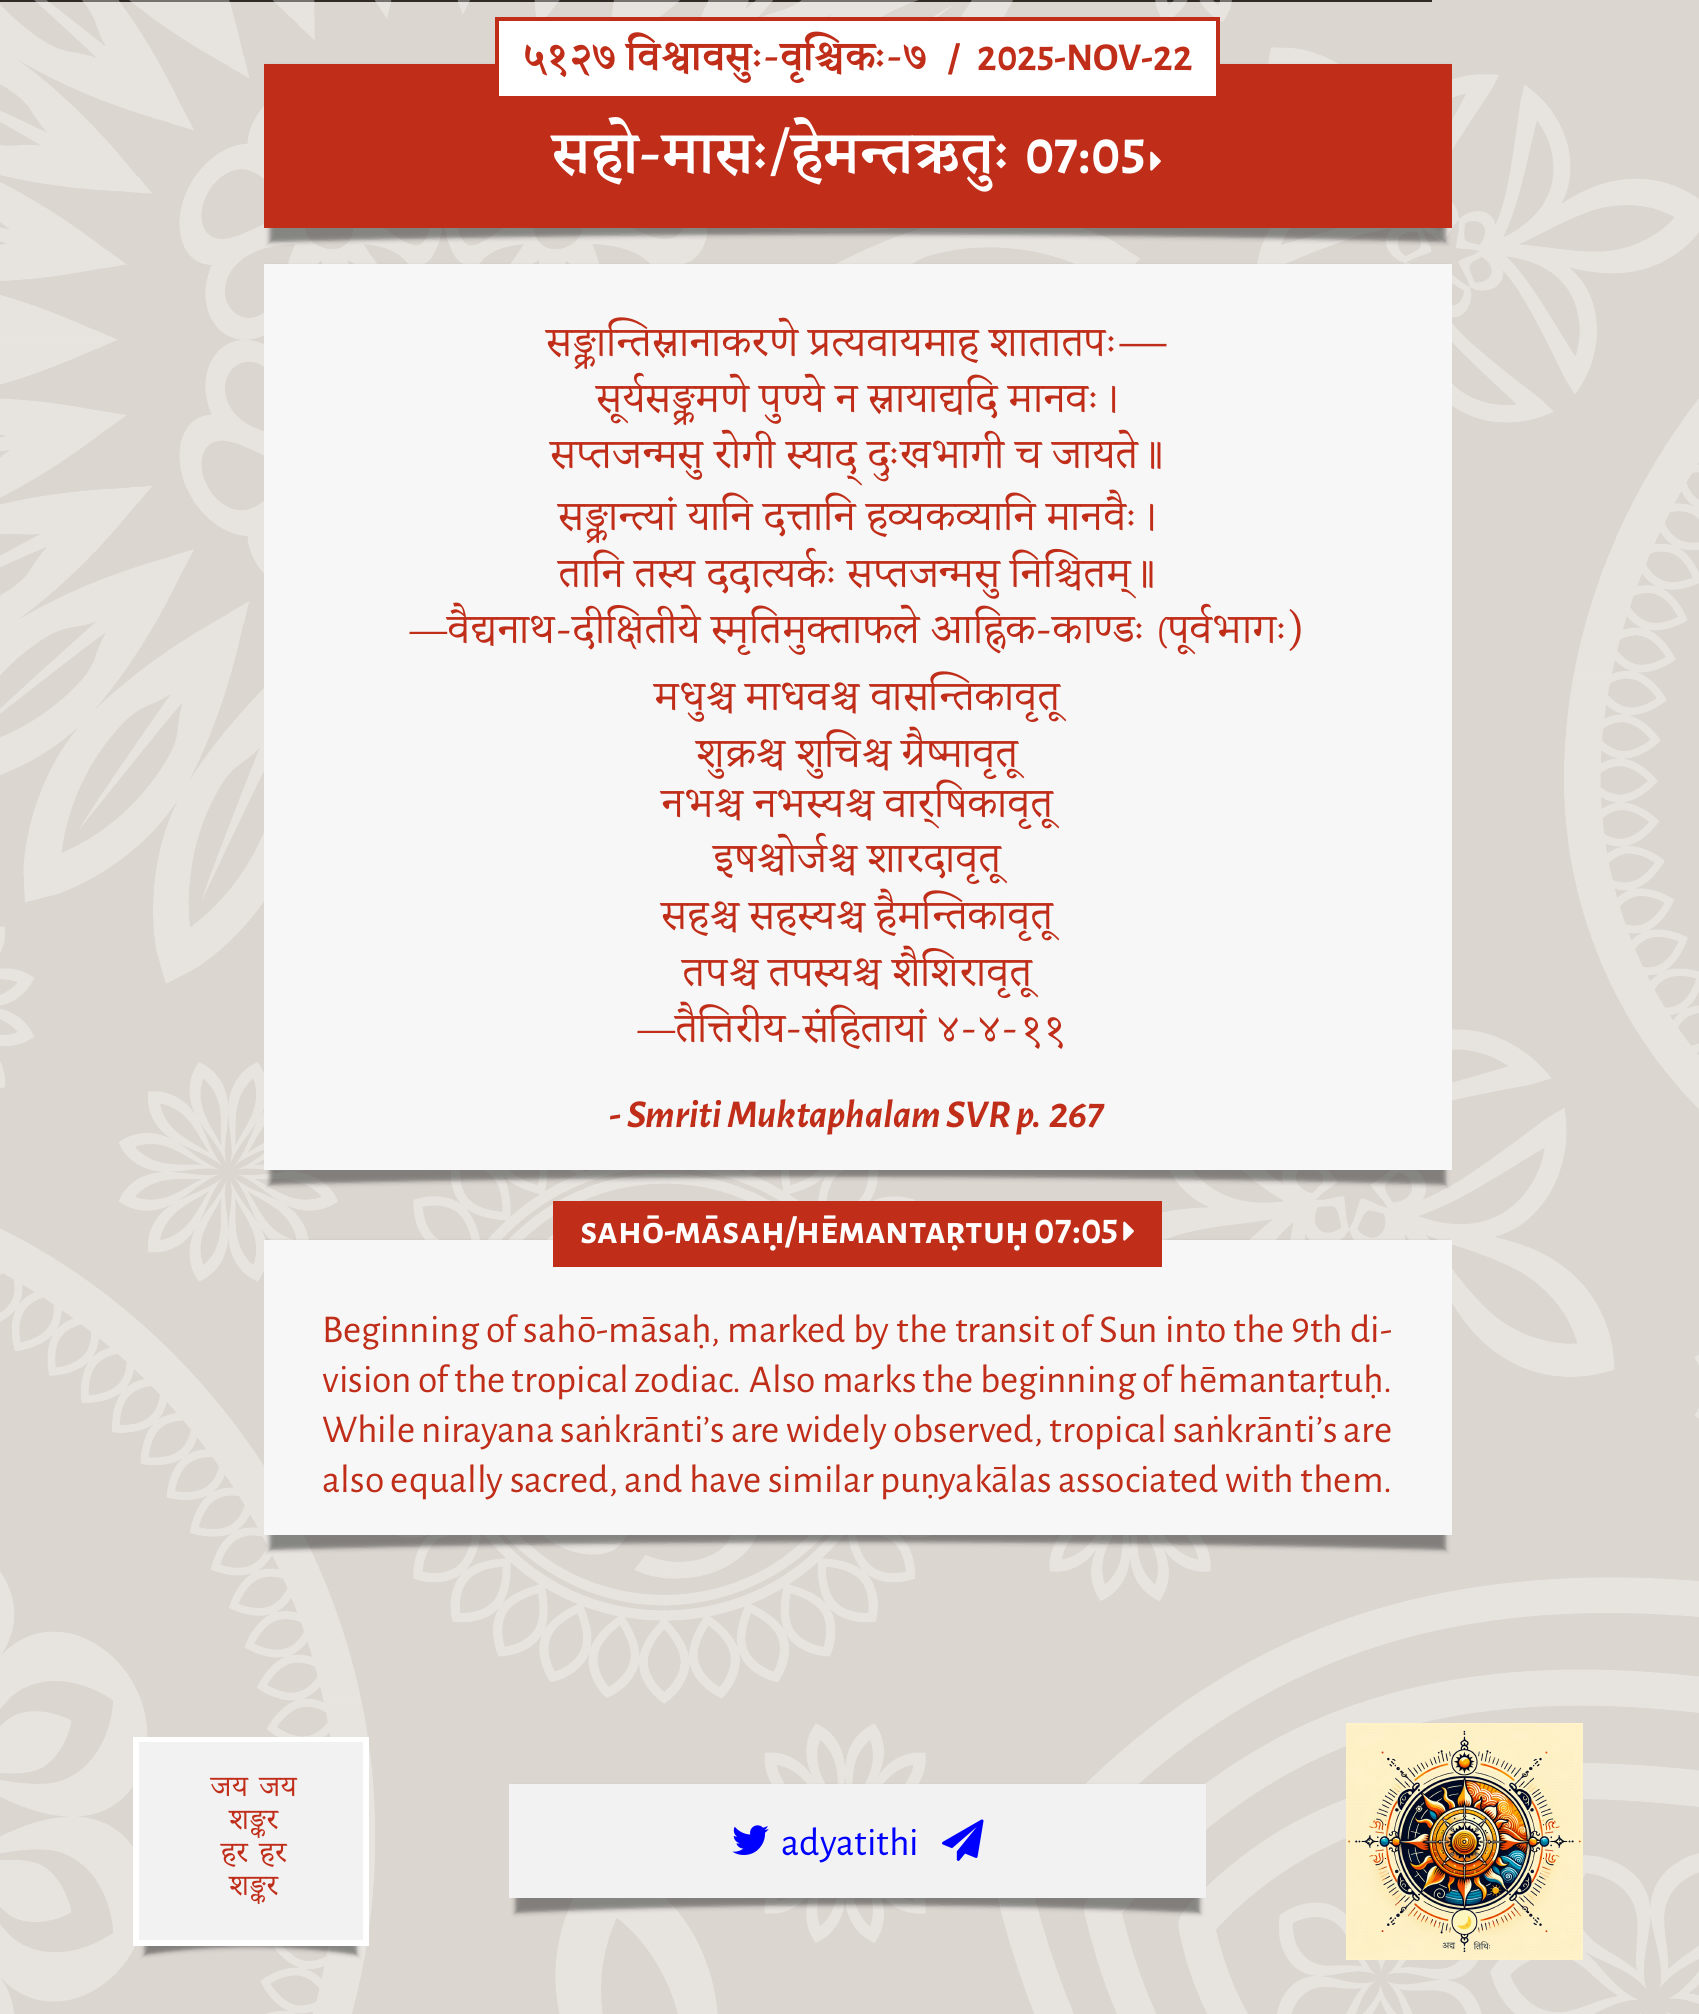 ५१२७ विश्वावसुः-वृश्चिकः-७ / 2025-NOV-22
सहो-मासः/हेमन्तऋतुः 07:05
सङ्क्रान्तिस्नानाकरणे प्रत्यवायमाह शातातपः—
सूर्यसङ्क्रमणे पुण्ये न स्नायाद्यदि मानवः।
सप्तजन्मसु रोगी स्याद् दुःखभागी च जायते॥
सङ्क्रान्त्यां यानि दत्तानि हव्यकव्यानि मानवैः।
तानि तस्य ददात्यर्कः सप्तजन्मसु निश्चितम्॥
—वैद्यनाथ-दीक्षितीये स्मृतिमुक्ताफले आह्निक-काण्डः (पूर्वभागः)
मधुश्च माधवश्च वासन्तिकावृतू
शुक्रश्च शुचिश्च ग्रैष्मावृतू
नभश्च नभस्यश्च वार्‌षिकावृतू
इषश्चोर्जश्च शारदावृतू
सहश्च सहस्यश्च हैमन्तिकावृतू
तपश्च तपस्यश्च शैशिरावृतू
—तैत्तिरीय-संहितायां ४-४-११
- Smriti Muktaphalam SVR p. 267
SAHŌ-MĀSAḤ/HĒMANTAṚTUḤ 07:05
Beginning of sahō-māsaḥ, marked by the transit of Sun into the 9th di-
vision of the tropical zodiac. Also marks the beginning of hēmantaṛtuḥ.
While nirayana saṅkrānti's are widely observed, tropical saṅkrānti's are
also equally sacred, and have similar puṇyakālas associated with them.
जय जय
शङ्कर
हर हर
शङ्कर
adyatithi
अद्य तिथिः